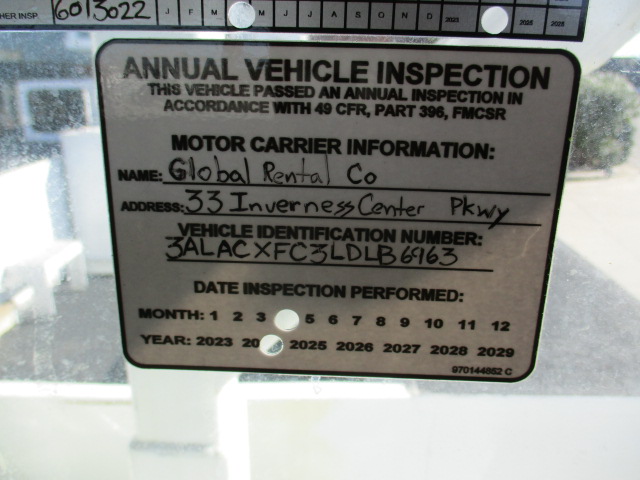 HER INSP. 6013022 J F M M J J A S O N D 2023 2025 2025
ANNUAL VEHICLE INSPECTION
THIS VEHICLE PASSED AN ANNUAL INSPECTION IN
ACCORDANCE WITH 49 CFR, PART 396, FMCSR
MOTOR CARRIER INFORMATION:
NAME: Global Rental Co
ADDRESS: 33 Inverness Center Pkwy
VEHICLE IDENTIFICATION NUMBER:
3ALACXFC3LDLB6963
DATE INSPECTION PERFORMED:
MONTH: 1 2 3 5 6 7 8 9 10 11 12
YEAR: 2023 20 2025 2026 2027 2028 2029
970144652 C